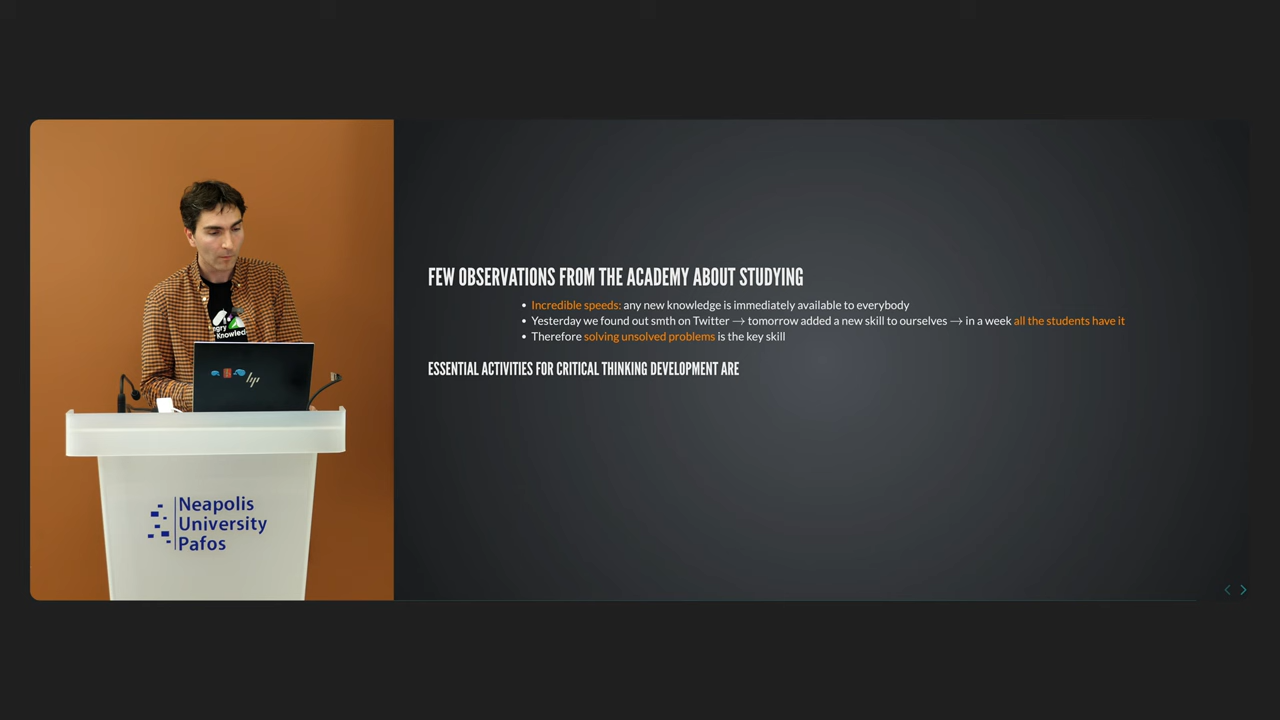 FEW OBSERVATIONS FROM THE ACADEMY ABOUT STUDYING
• Incredible speeds: any new knowledge is immediately available to everybody
• Yesterday we found out smth on Twitter → tomorrow added a new skill to ourselves → in a week all the students have it
• Therefore solving unsolved problems is the key skill
ESSENTIAL ACTIVITIES FOR CRITICAL THINKING DEVELOPMENT ARE
hp
Neapolis
University
Pafos